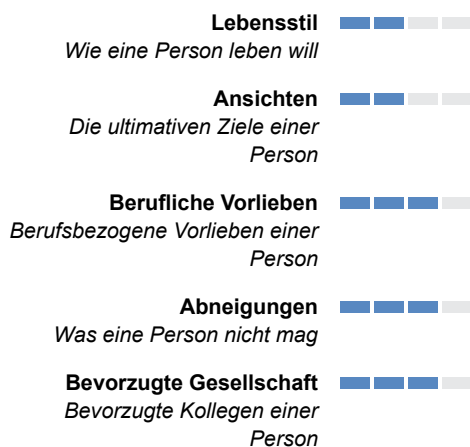 Lebensstil
Wie eine Person leben will
Ansichten
Die ultimativen Ziele einer
Person
Berufliche Vorlieben
Berufsbezogene Vorlieben einer
Person
Abneigungen
Was eine Person nicht mag
Bevorzugte Gesellschaft
Bevorzugte Kollegen einer
Person